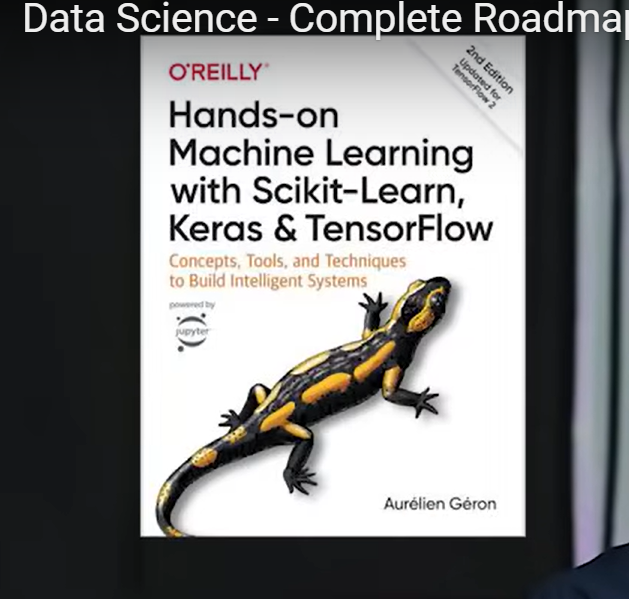 Data Science - Complete Roadmap
O'REILLY®
2nd Edition
Updated for
TensorFlow 2
Hands-on
Machine Learning
with Scikit-Learn,
Keras & TensorFlow
Concepts, Tools, and Techniques
to Build Intelligent Systems
powered by
jupyter
Aurélien Géron